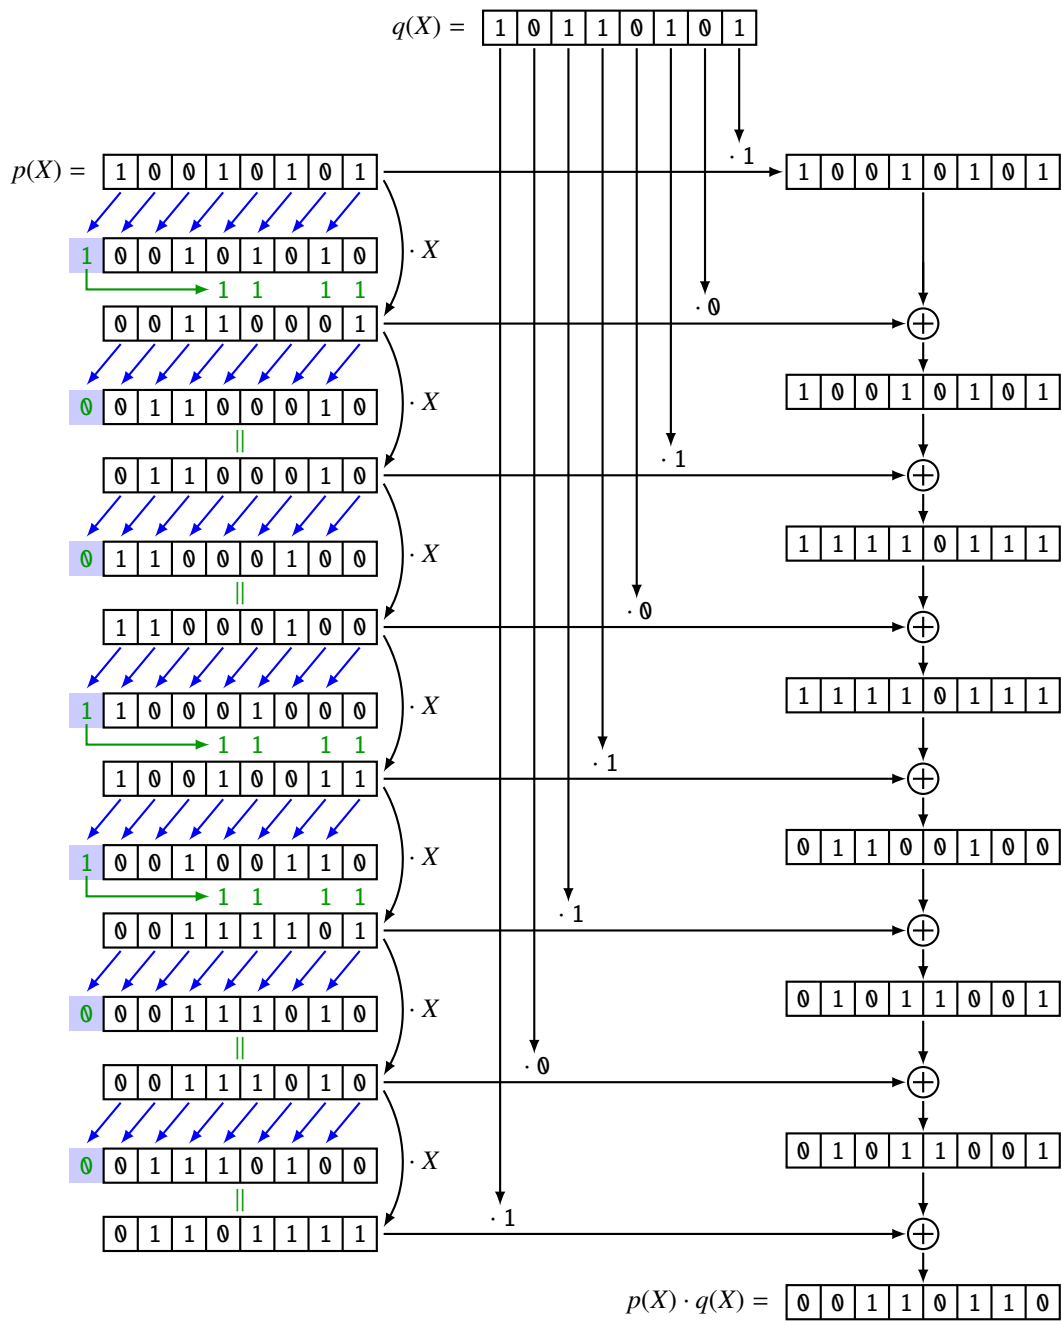 q(X) = 1 0 1 1 0 1 0 1
· 1
p(X) = 1 0 0 1 0 1 0 1
1 0 0 1 0 1 0 1
· X
1 0 0 1 0 1 0 1 0
1 1 1 1
· 0
0 0 1 1 0 0 0 1
1 0 0 1 0 1 0 1
· X
0 0 1 1 0 0 0 1 0
||
· 1
0 1 1 0 0 0 1 0
1 1 1 1 0 1 1 1
· X
0 1 1 0 0 0 1 0 0
||
· 0
1 1 0 0 0 1 0 0
1 1 1 1 0 1 1 1
· X
1 1 0 0 0 1 0 0 0
1 1 1 1
· 1
1 0 0 1 0 0 1 1
0 1 1 0 0 1 0 0
· X
1 0 0 1 0 0 1 1 0
1 1 1 1
· 1
0 0 1 1 1 1 0 1
0 1 0 1 1 0 0 1
· X
0 0 0 1 1 1 0 1 0
||
· 0
0 0 1 1 1 0 1 0
0 1 0 1 1 0 0 1
· X
0 0 1 1 1 0 1 0 0
||
· 1
0 1 1 0 1 1 1 1
p(X) · q(X) = 0 0 1 1 0 1 1 0